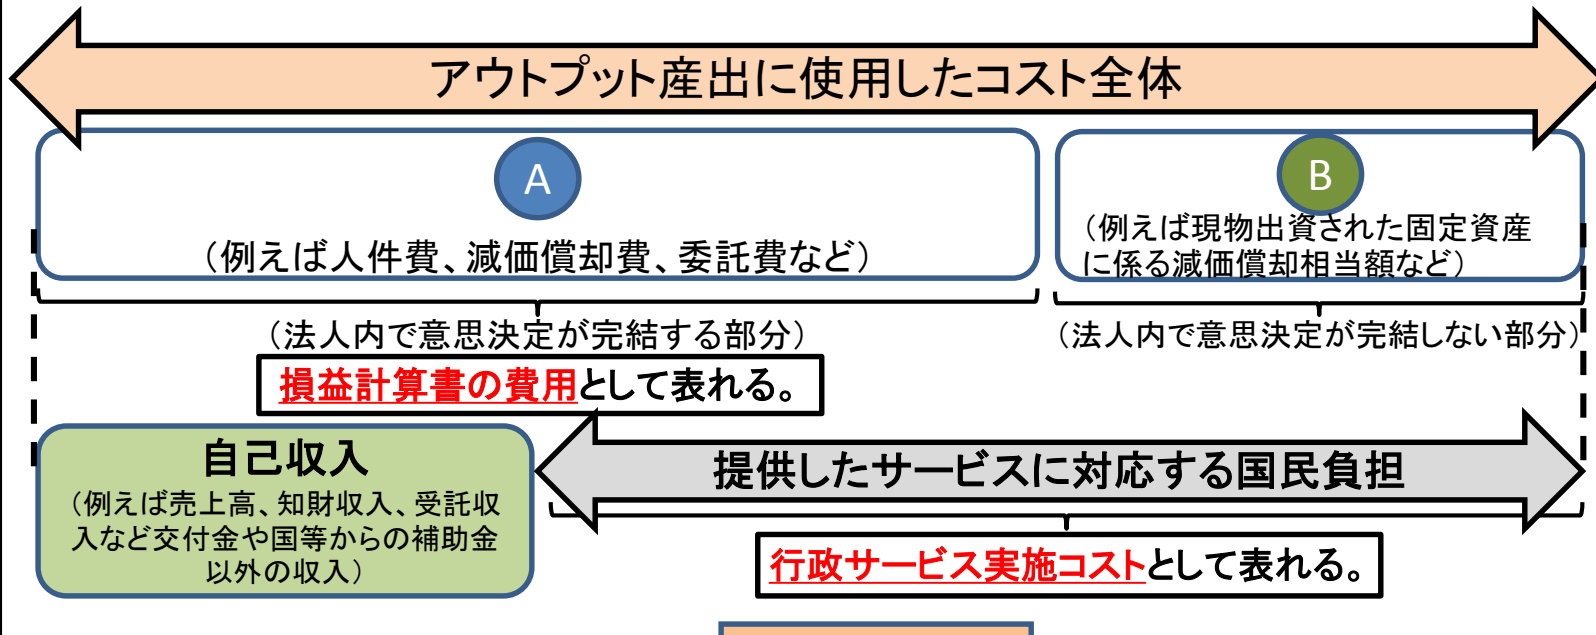 アウトプット産出に使用したコスト全体
A
（例えば人件費、減価償却費、委託費など）
B
（例えば現物出資された固定資産
に係る減価償却相当額など）
（法人内で意思決定が完結する部分）
（法人内で意思決定が完結しない部分）
損益計算書の費用として表れる。
自己収入
（例えば売上高、知財収入、受託収
入など交付金や国等からの補助金
以外の収入）
提供したサービスに対応する国民負担
行政サービス実施コストとして表れる。